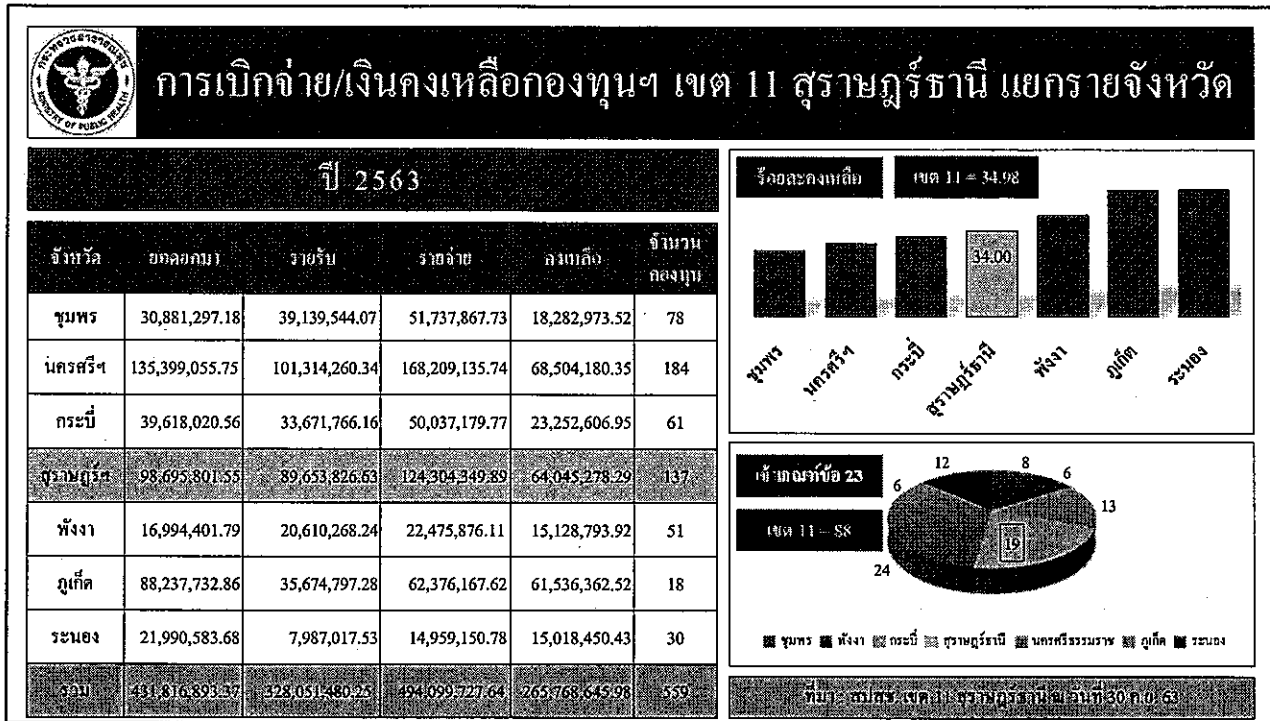 กระทรวงสาธารณสุข
MINISTRY OF PUBLIC HEALTH
การเบิกจ่าย/เงินคงเหลือกองทุนฯ เขต 11 สุราษฎร์ธานี แยกรายจังหวัด
ปี 2563
จังหวัด ยอดยกมา รายรับ รายจ่าย คงเหลือ จำนวน
กองทุน
ชุมพร 30,881,297.18 39,139,544.07 51,737,867.73 18,282,973.52 78
นครศรีฯ 135,399,055.75 101,314,260.34 168,209,135.74 68,504,180.35 184
กระบี่ 39,618,020.56 33,671,766.16 50,037,179.77 23,252,606.95 61
สุราษฎร์ฯ 98,695,801.55 89,653,826.63 124,304,349.89 64,045,278.29 137
พังงา 16,994,401.79 20,610,268.24 22,475,876.11 15,128,793.92 51
ภูเก็ต 88,237,732.86 35,674,797.28 62,376,167.62 61,536,362.52 18
ระนอง 21,990,583.68 7,987,017.53 14,959,150.78 15,018,450.43 30
รวม 431,816,893.37 328,051,480.25 494,099,727.64 265,768,645.98 559
ร้อยละคงเหลือ เขต 11 = 34.98
34.00
ชุมพร นครศรีฯ กระบี่ สุราษฎร์ธานี พังงา ภูเก็ต ระนอง
เข้าเกณฑ์ข้อ 23
เขต 11 = 88
12 8 6
6 13
19
24
ชุมพร พังงา กระบี่ สุราษฎร์ธานี นครศรีธรรมราช ภูเก็ต ระนอง
ที่มา : สปสช. เขต 11 สุราษฎร์ธานี ณ วันที่ 30 ก.ย. 63